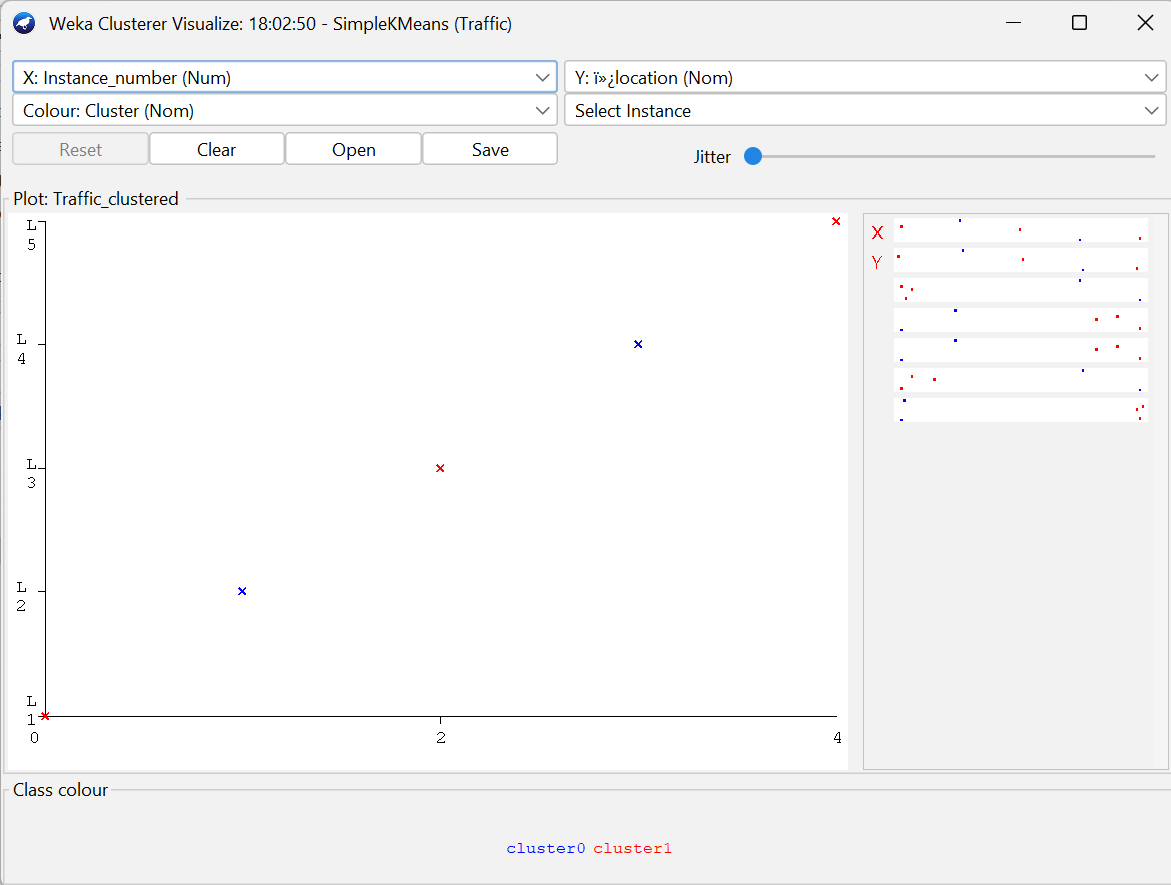 Weka Clusterer Visualize: 18:02:50 - SimpleKMeans (Traffic)
X: Instance_number (Num)
Y: ï»¿location (Nom)
Colour: Cluster (Nom)
Select Instance
Reset
Clear
Open
Save
Jitter
Plot: Traffic_clustered
L
5
L
4
L
3
L
2
L
1
0
2
4
X
Y
Class colour
cluster0 cluster1